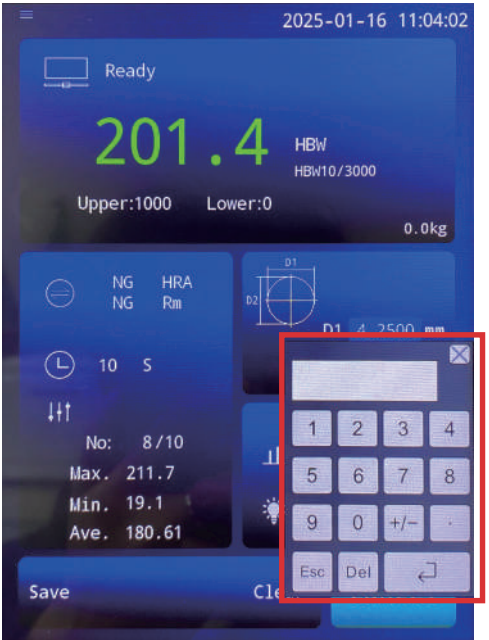 2025-01-16 11:04:02
Ready
201.4
HBW
HBW10/3000
Upper:1000 Lower:0
0.0kg
NG HRA
NG Rm
10 S
No: 8/10
Max. 211.7
Min. 19.1
Ave. 180.61
D1
D2
D1 4.2500 mm
1 2 3 4
5 6 7 8
9 0 +/- .
Esc Del
Save